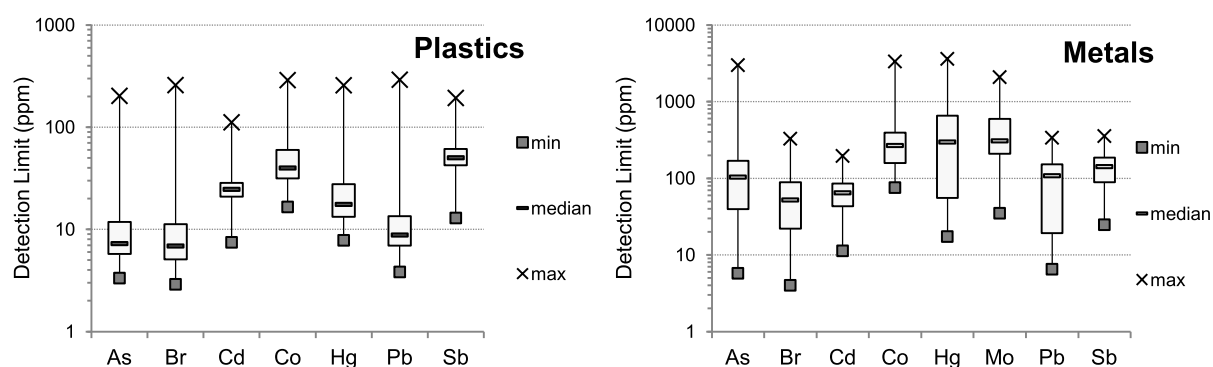 Plastics
Detection Limit (ppm)
1000
100
10
1
As Br Cd Co Hg Pb Sb
min
median
max
Metals
Detection Limit (ppm)
10000
1000
100
10
1
As Br Cd Co Hg Mo Pb Sb
min
median
max